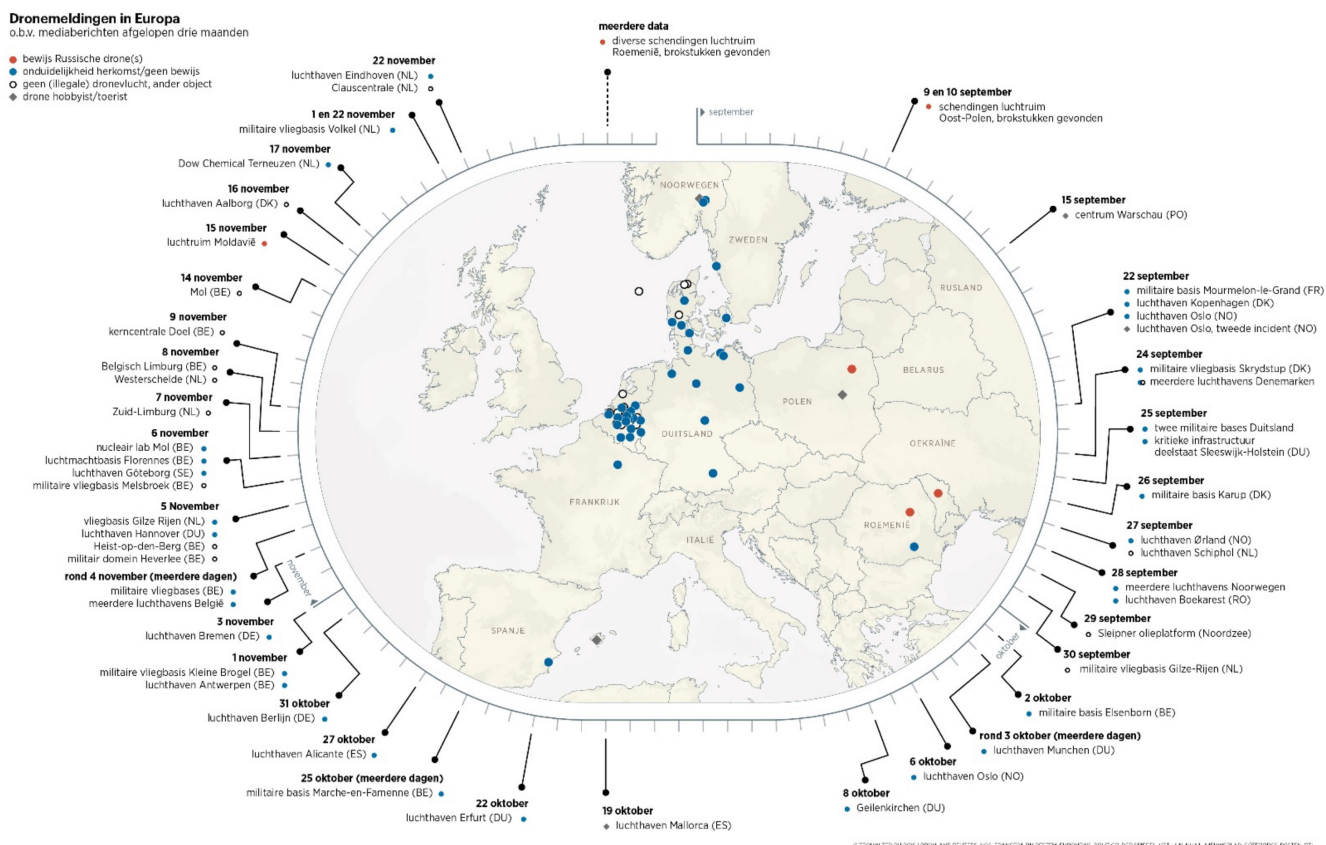 Dronemeldingen in Europa
o.b.v. mediaberichten afgelopen drie maanden
bewijs Russische drone(s)
onduidelijkheid herkomst/geen bewijs
geen (illegale) dronevlucht, ander object
drone hobbyist/toerist
meerdere data
diverse schendingen luchtruim
Roemenië, brokstukken gevonden
september
9 en 10 september
schendingen luchtruim
Oost-Polen, brokstukken gevonden
15 september
centrum Warschau (PO)
22 september
militaire basis Mourmelon-le-Grand (FR)
luchthaven Kopenhagen (DK)
luchthaven Oslo (NO)
luchthaven Oslo, tweede incident (NO)
24 september
militaire vliegbasis Skrydstup (DK)
meerdere luchthavens Denemarken
25 september
twee militaire bases Duitsland
kritieke infrastructuur
deelstaat Sleeswijk-Holstein (DU)
26 september
militaire basis Karup (DK)
27 september
luchthaven Ørland (NO)
luchthaven Schiphol (NL)
28 september
meerdere luchthavens Noorwegen
luchthaven Boekarest (RO)
29 september
Sleipner olieplatform (Noordzee)
30 september
militaire vliegbasis Gilze-Rijen (NL)
oktober
2 oktober
militaire basis Elsenborn (BE)
rond 3 oktober (meerdere dagen)
luchthaven Munchen (DU)
6 oktober
luchthaven Oslo (NO)
8 oktober
Geilenkirchen (DU)
19 oktober
luchthaven Mallorca (ES)
22 oktober
luchthaven Erfurt (DU)
25 oktober (meerdere dagen)
militaire basis Marche-en-Famenne (BE)
27 oktober
luchthaven Alicante (ES)
31 oktober
luchthaven Berlijn (DE)
1 november
militaire vliegbasis Kleine Brogel (BE)
luchthaven Antwerpen (BE)
3 november
luchthaven Bremen (DE)
november
rond 4 november (meerdere dagen)
militaire vliegbases (BE)
meerdere luchthavens België
5 November
vliegbasis Gilze Rijen (NL)
luchthaven Hannover (DU)
Heist-op-den-Berg (BE)
militair domein Heverlee (BE)
6 november
nucleair lab Mol (BE)
luchtmachtbasis Florennes (BE)
luchthaven Göteborg (SE)
militaire vliegbasis Melsbroek (BE)
7 november
Zuid-Limburg (NL)
8 november
Belgisch Limburg (BE)
Westerschelde (NL)
9 november
kerncentrale Doel (BE)
14 november
Mol (BE)
15 november
luchtruim Moldavië
16 november
luchthaven Aalborg (DK)
17 november
Dow Chemical Terneuzen (NL)
1 en 22 november
militaire vliegbasis Volkel (NL)
22 november
luchthaven Eindhoven (NL)
Clauscentrale (NL)
NOORWEGEN
ZWEDEN
RUSLAND
BELARUS
POLEN
OEKRAÏNE
DUITSLAND
FRANKRIJK
ROEMENIË
ITALIË
SPANJE